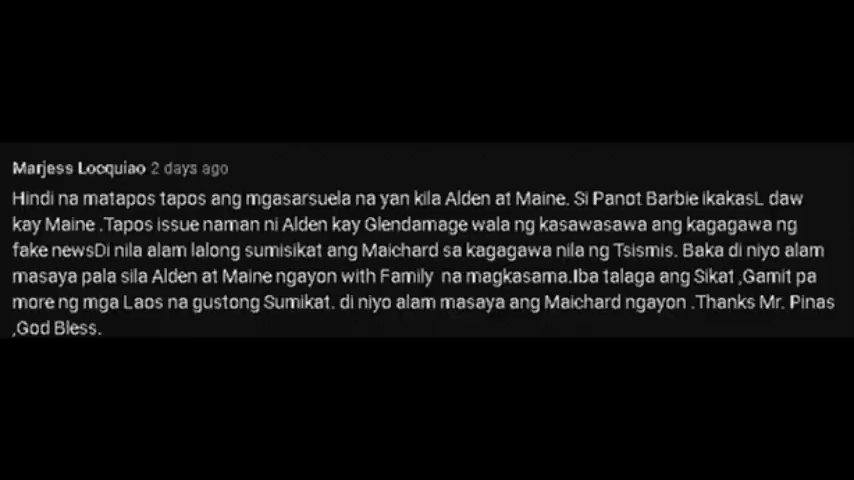 Marjess Locquiao 2 days ago
Hindi na matapos tapos ang mgasarsuela na yan kila Alden at Maine. Si Panot Barbie ikakasL daw
kay Maine .Tapos issue naman ni Alden kay Glendamage wala ng kasawasawa ang kagagawa ng
fake newsDi nila alam lalong sumisikat ang Maichard sa kagagawa nila ng Tsismis. Baka di niyo alam
masaya pala sila Alden at Maine ngayon with Family na magkasama.Iba talaga ang Sikat ,Gamit pa
more ng mga Laos na gustong Sumikat. di niyo alam masaya ang Maichard ngayon .Thanks Mr. Pinas
,God Bless.